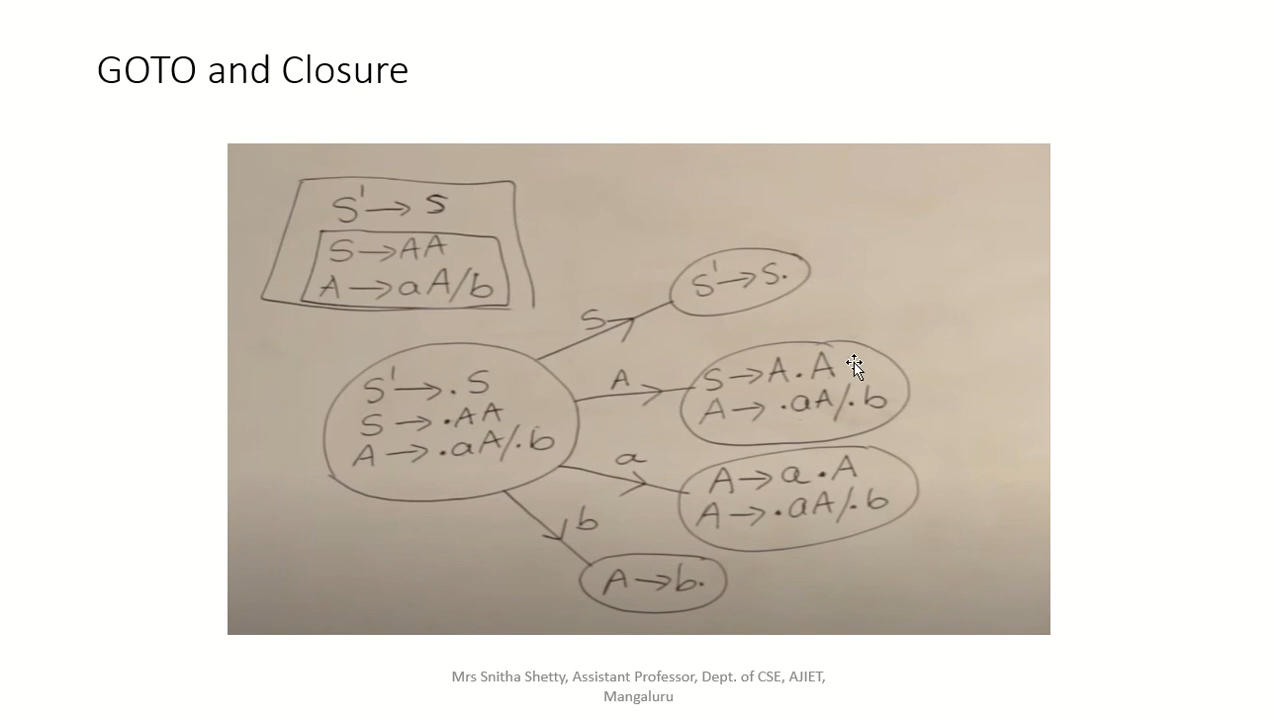 GOTO and Closure
S'→ S
S→AA
A→aA/b
S'→S.
S→
S'→.S
S→.AA
A→.aA/.b
A
S→A.A
A→.aA/.b
a
A→a.A
A→.aA/.b
b
A→b.
Mrs Snitha Shetty, Assistant Professor, Dept. of CSE, AJIET,
Mangaluru